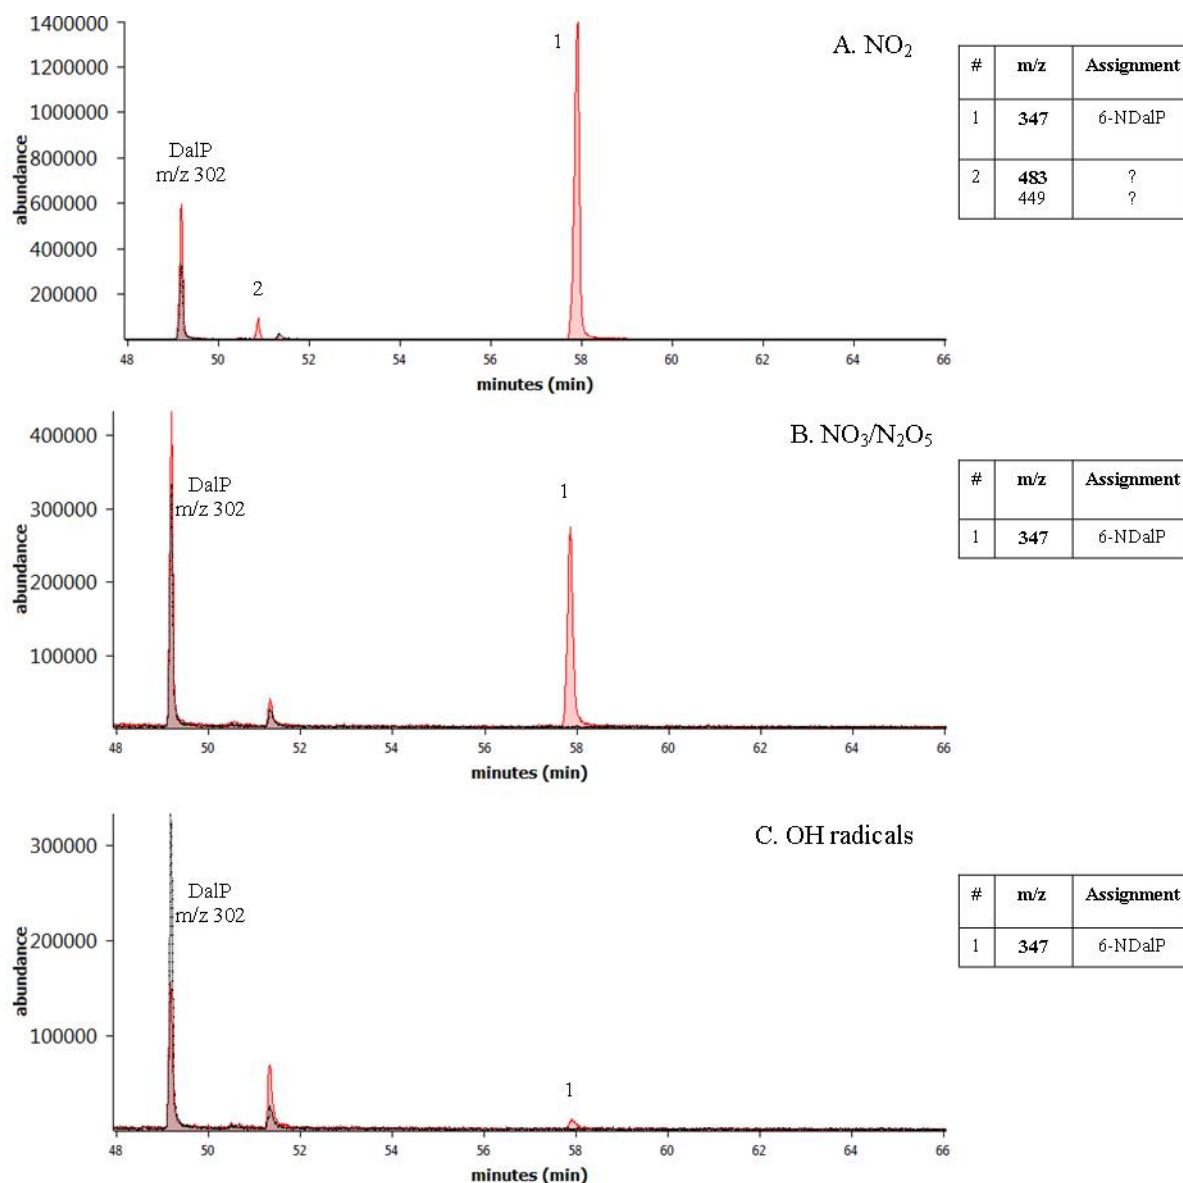 A. NO₂
1400000
1200000
1000000
800000
600000
400000
200000
abundance
DalP
m/z 302
2
1
48 50 52 54 56 58 60 62 64 66
minutes (min)
# m/z Assignment
1 347 6-NDalP
2 483 ?
449 ?
B. NO₃/N₂O₅
400000
300000
200000
100000
abundance
DalP
m/z 302
1
48 50 52 54 56 58 60 62 64 66
minutes (min)
# m/z Assignment
1 347 6-NDalP
C. OH radicals
300000
200000
100000
abundance
DalP
m/z 302
1
48 50 52 54 56 58 60 62 64 66
minutes (min)
# m/z Assignment
1 347 6-NDalP